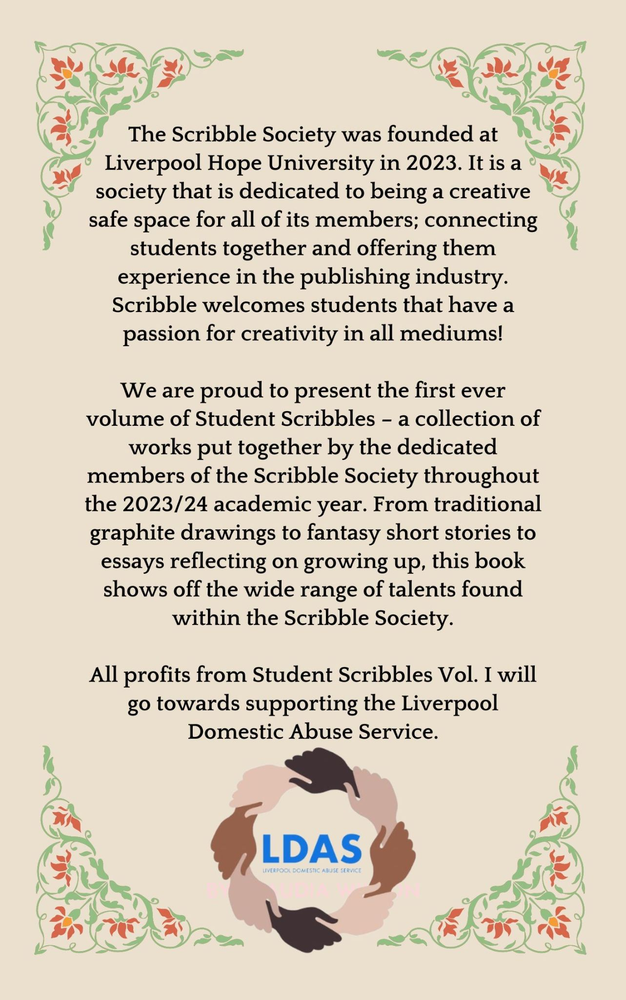 The Scribble Society was founded at
Liverpool Hope University in 2023. It is a
society that is dedicated to being a creative
safe space for all of its members; connecting
students together and offering them
experience in the publishing industry.
Scribble welcomes students that have a
passion for creativity in all mediums!
We are proud to present the first ever
volume of Student Scribbles – a collection of
works put together by the dedicated
members of the Scribble Society throughout
the 2023/24 academic year. From traditional
graphite drawings to fantasy short stories to
essays reflecting on growing up, this book
shows off the wide range of talents found
within the Scribble Society.
All profits from Student Scribbles Vol. I will
go towards supporting the Liverpool
Domestic Abuse Service.
LDAS
LIVERPOOL DOMESTIC ABUSE SERVICE
BY